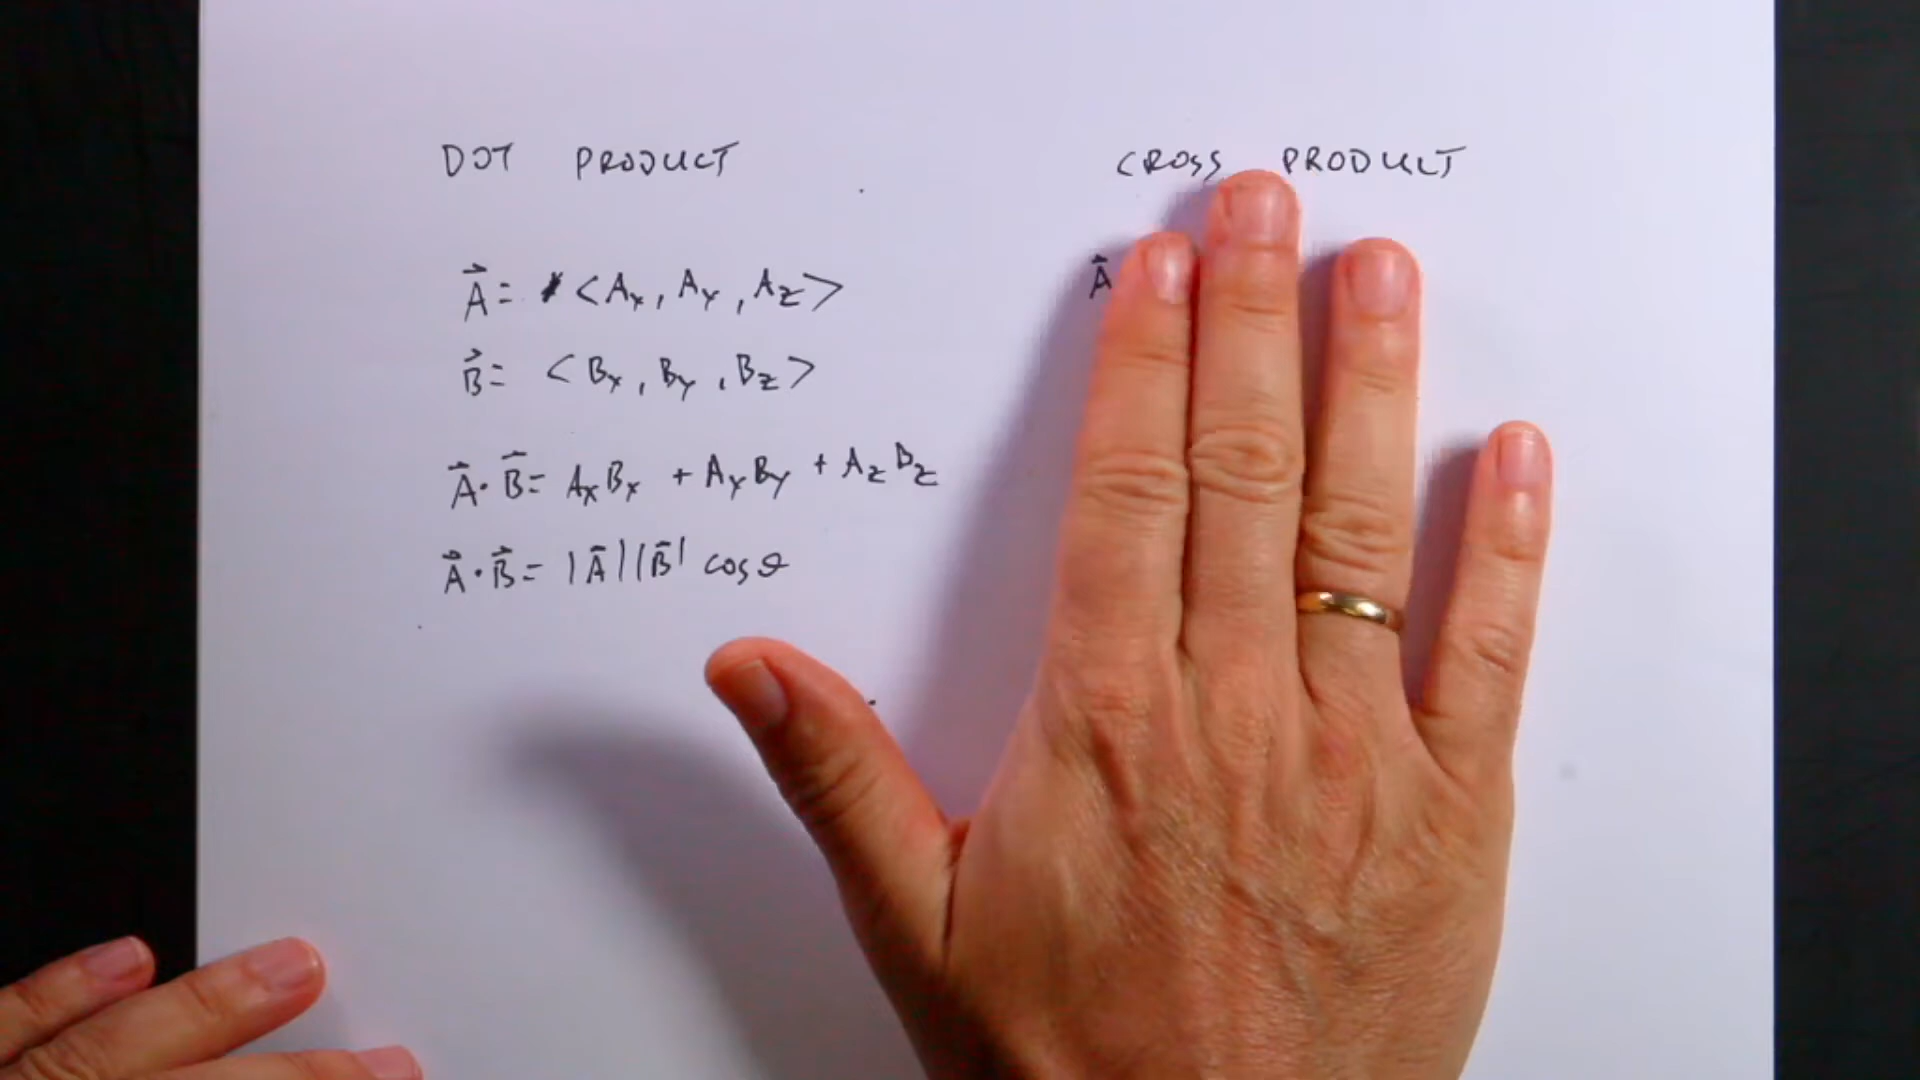 DOT PRODUCT
A⃗ = <Ax, Ay, Az>
B⃗ = <Bx, By, Bz>
A⃗ · B⃗ = AxBx + AyBy + AzBz
A⃗ · B⃗ = |A⃗||B⃗| cos θ
CROSS PRODUCT
A⃗